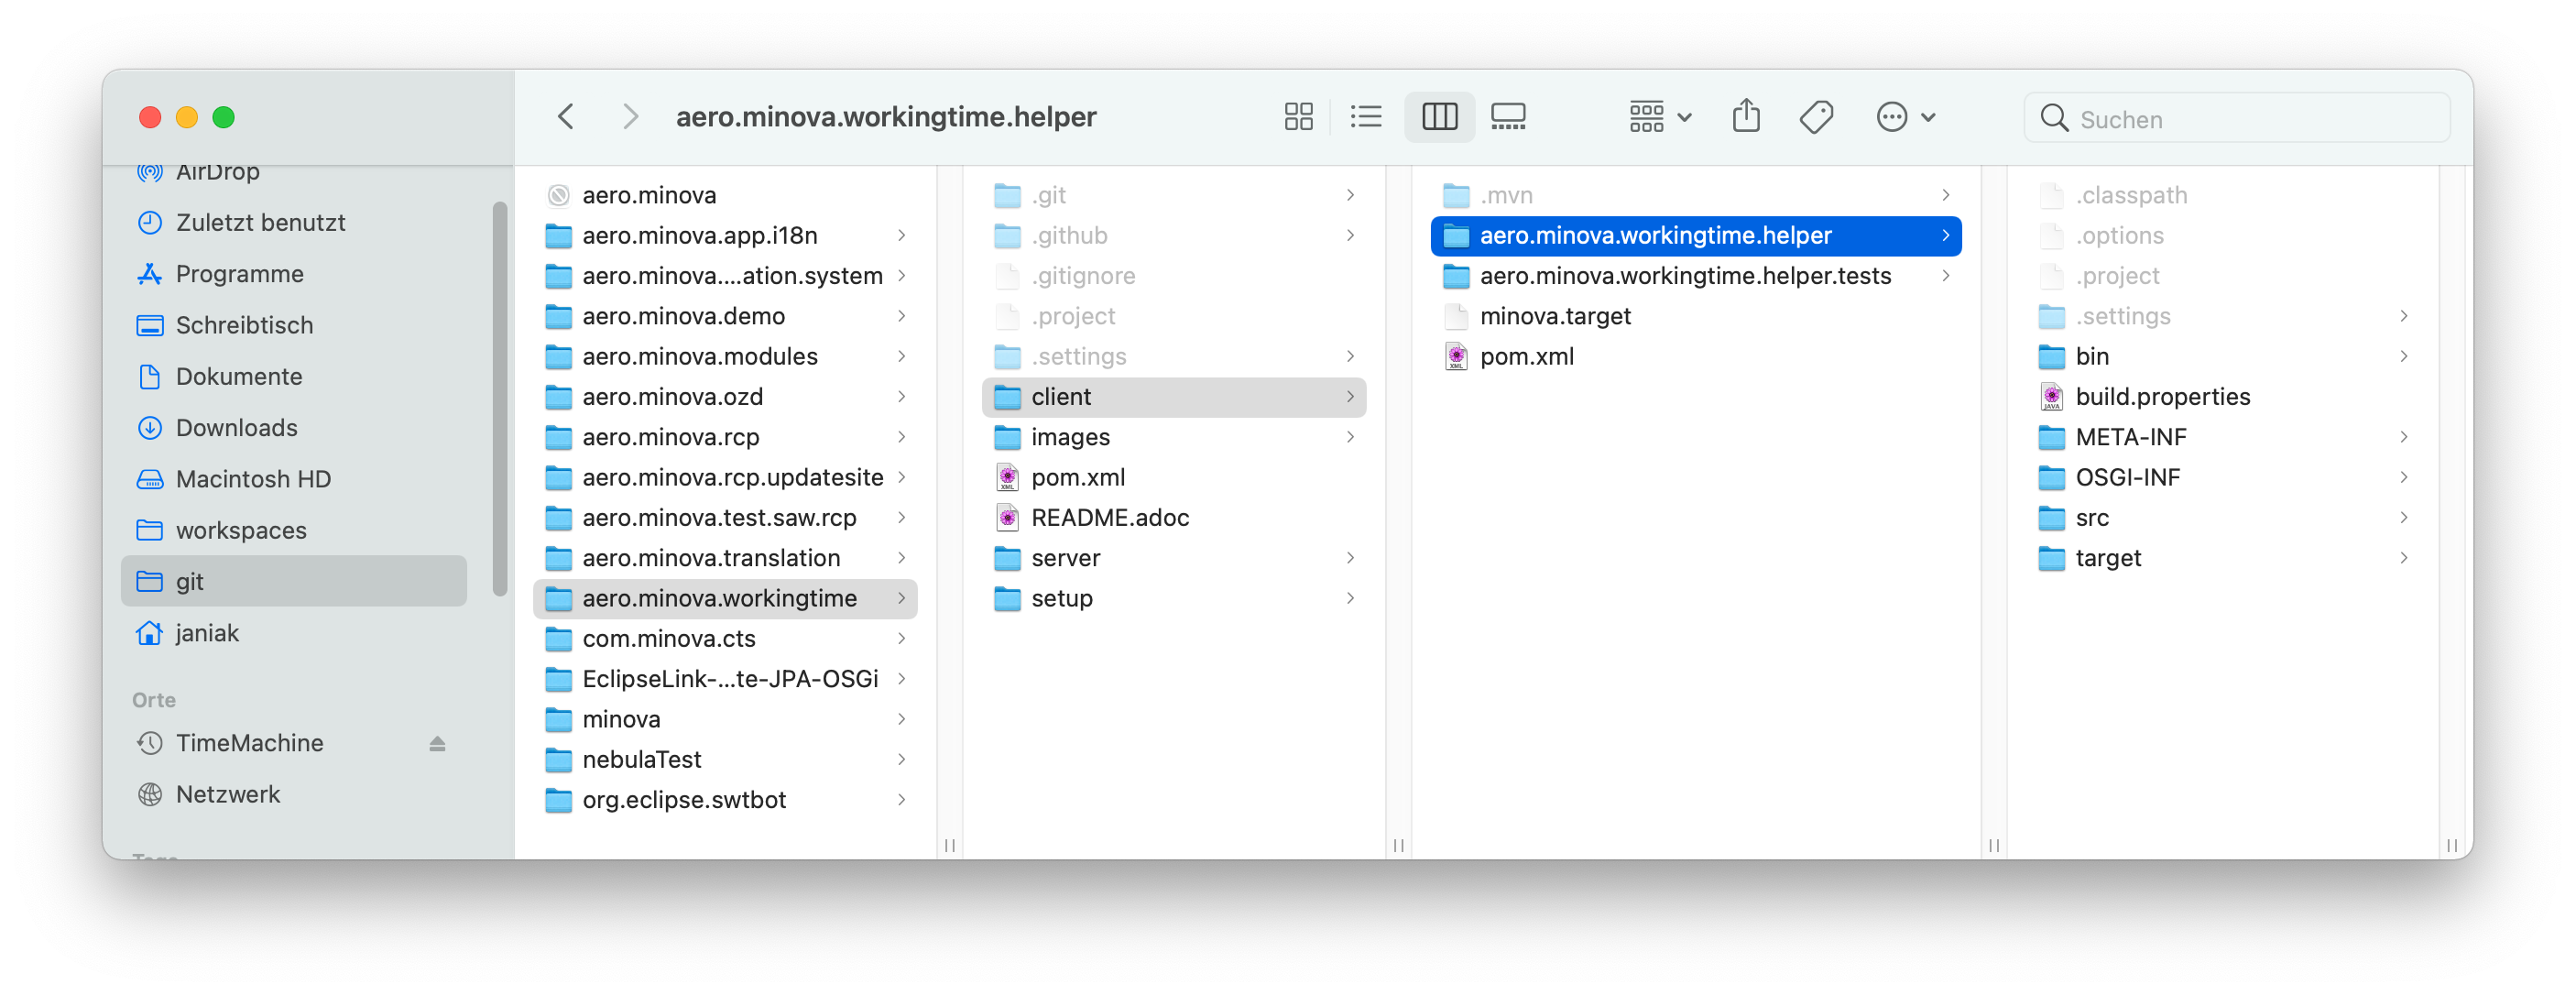 aero.minova.workingtime.helper
Suchen
AirDrop
Zuletzt benutzt
Programme
Schreibtisch
Dokumente
Downloads
Macintosh HD
workspaces
git
janiak
Orte
TimeMachine
Netzwerk
Tags
aero.minova
aero.minova.app.i18n
aero.minova....ation.system
aero.minova.demo
aero.minova.modules
aero.minova.ozd
aero.minova.rcp
aero.minova.rcp.updatesite
aero.minova.test.saw.rcp
aero.minova.translation
aero.minova.workingtime
com.minova.cts
EclipseLink-...te-JPA-OSGi
minova
nebulaTest
org.eclipse.swtbot
.git
.github
.gitignore
.project
.settings
client
images
pom.xml
README.adoc
server
setup
.mvn
aero.minova.workingtime.helper
aero.minova.workingtime.helper.tests
minova.target
pom.xml
.classpath
.options
.project
.settings
bin
build.properties
META-INF
OSGI-INF
src
target